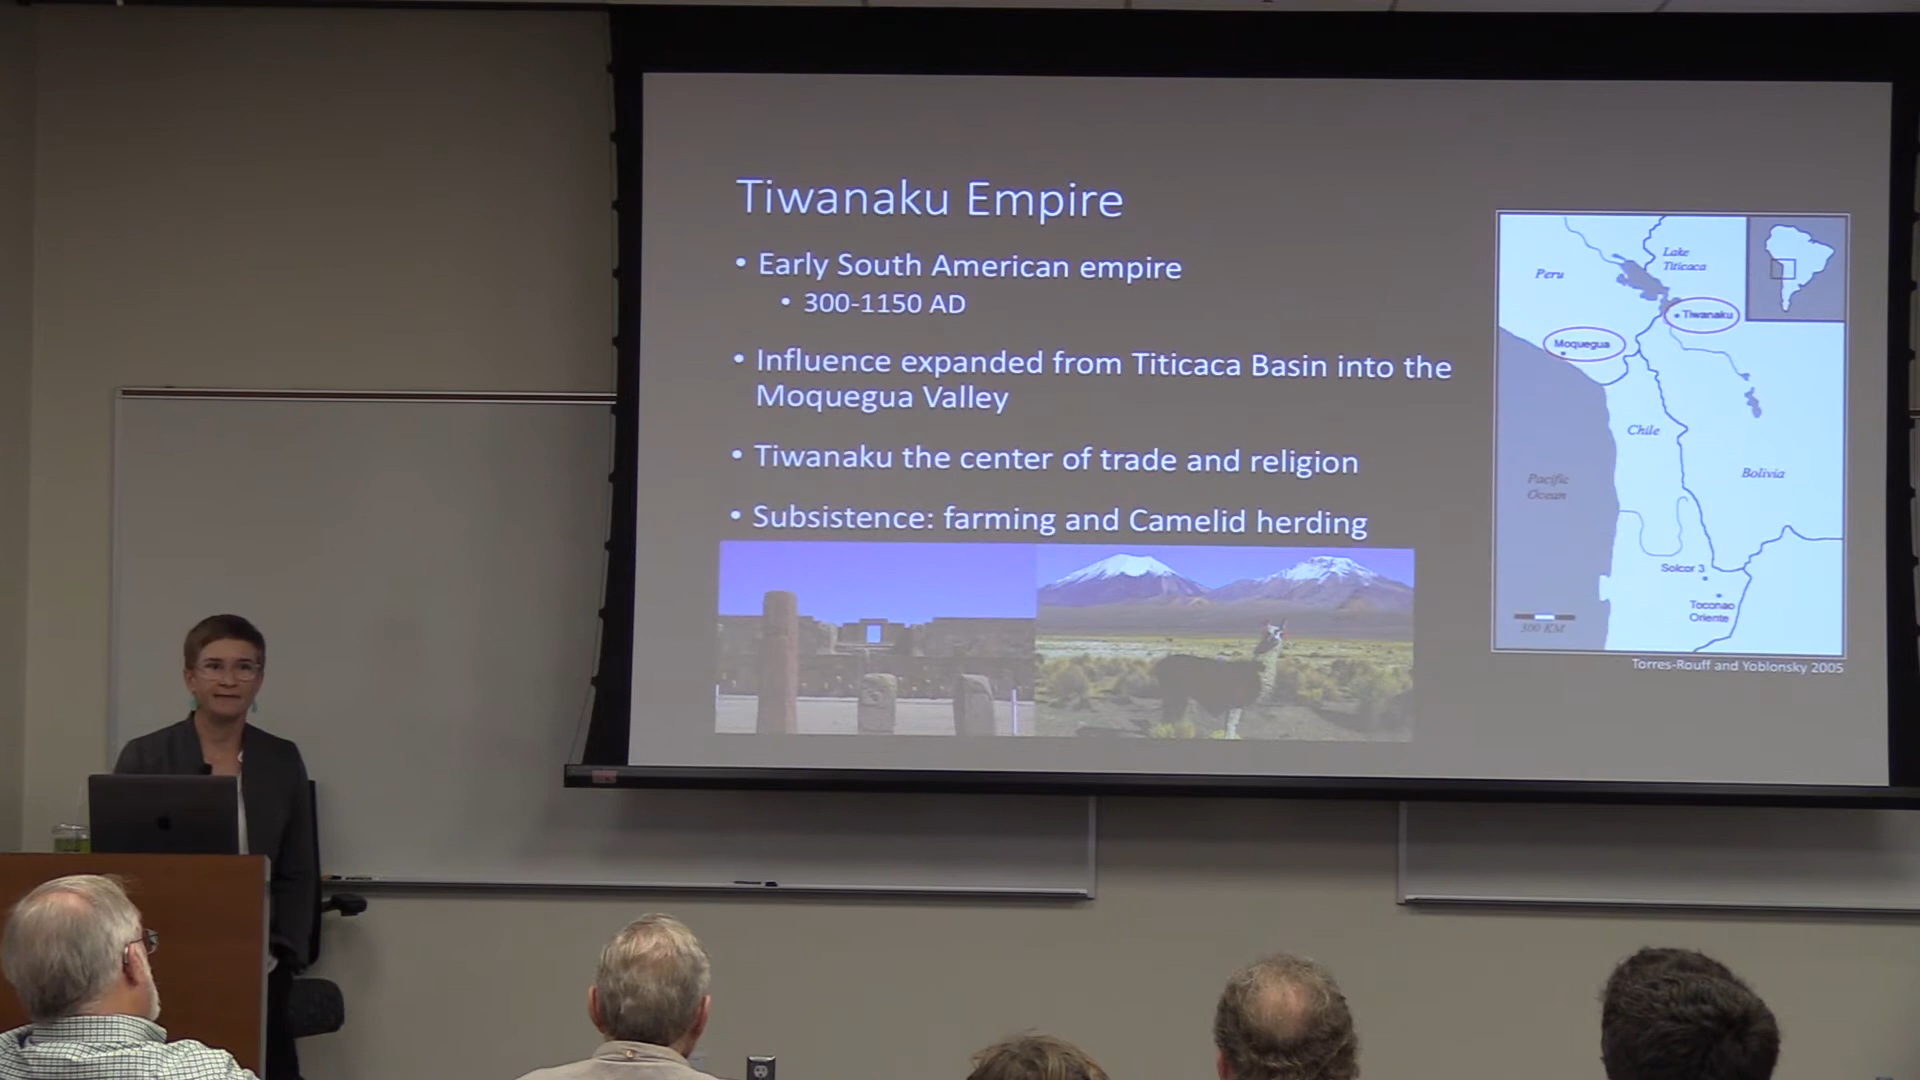 Tiwanaku Empire
• Early South American empire
• 300-1150 AD
• Influence expanded from Titicaca Basin into the
Moquegua Valley
• Tiwanaku the center of trade and religion
• Subsistence: farming and Camelid herding
Lake
Titicaca
Peru
Tiwanaku
Moquegua
Chile
Bolivia
Pacific
Ocean
Solcor 3
Toconao
Oriente
300 KM
Torres-Rouff and Yoblonsky 2005